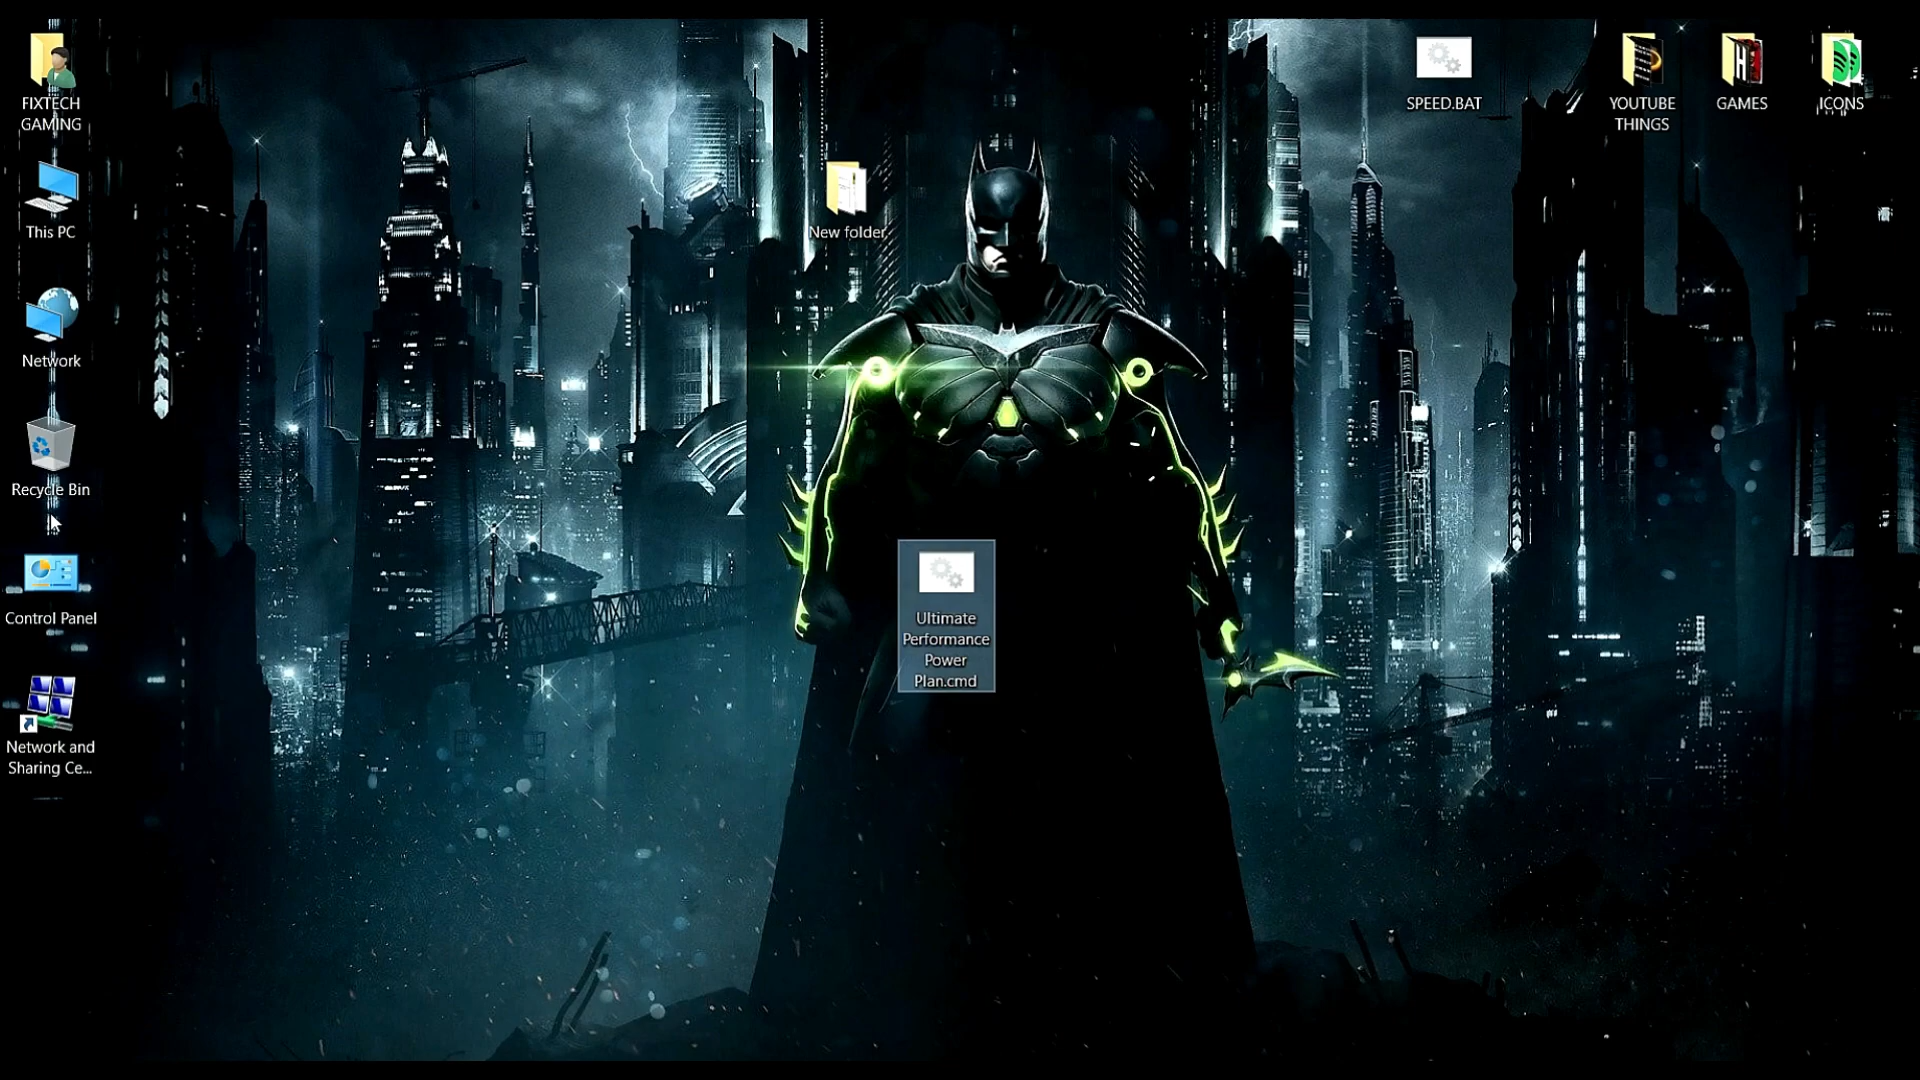 FIXTECH
GAMING
This PC
Network
Recycle Bin
Control Panel
Network and
Sharing Ce...
New folder
Ultimate
Performance
Power
Plan.cmd
SPEED.BAT
YOUTUBE
THINGS
GAMES
ICONS